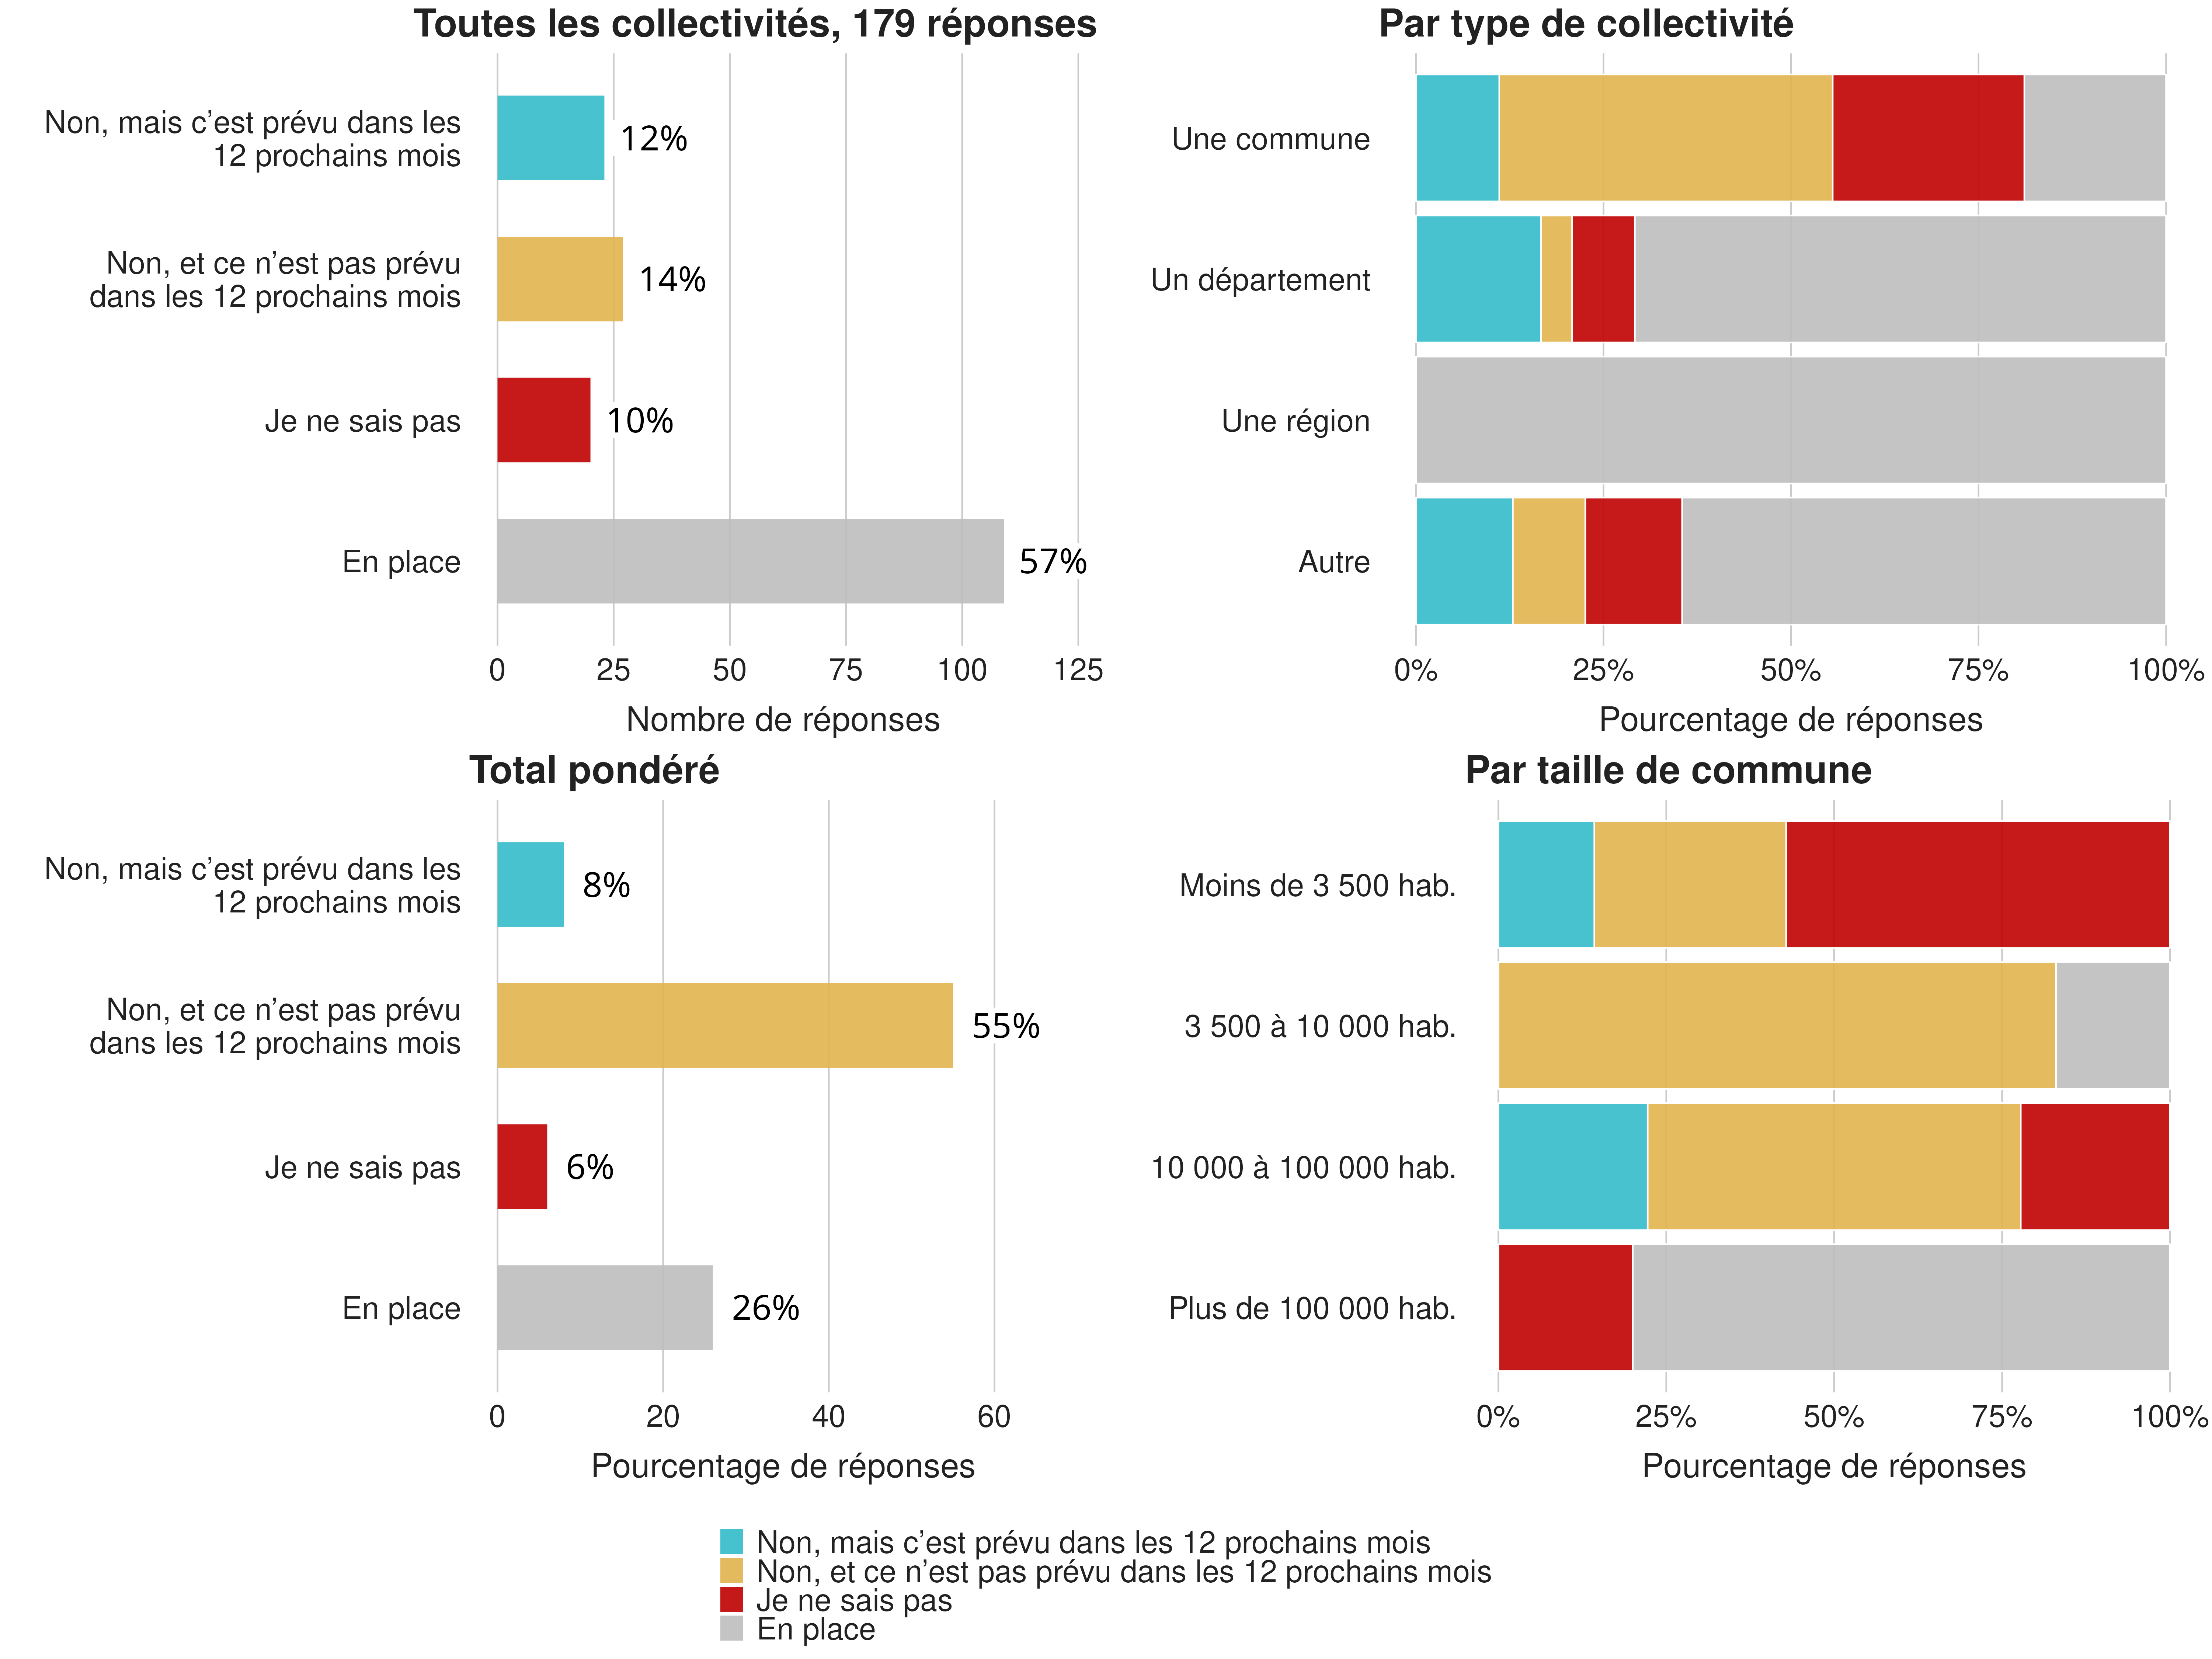 Toutes les collectivités, 179 réponses
Non, mais c’est prévu dans les
12 prochains mois
12%
Non, et ce n’est pas prévu
dans les 12 prochains mois
14%
Je ne sais pas
10%
En place
57%
0 25 50 75 100 125
Nombre de réponses
Par type de collectivité
Une commune
Un département
Une région
Autre
0% 25% 50% 75% 100%
Pourcentage de réponses
Total pondéré
Non, mais c’est prévu dans les
12 prochains mois
8%
Non, et ce n’est pas prévu
dans les 12 prochains mois
55%
Je ne sais pas
6%
En place
26%
0 20 40 60
Pourcentage de réponses
Par taille de commune
Moins de 3 500 hab.
3 500 à 10 000 hab.
10 000 à 100 000 hab.
Plus de 100 000 hab.
0% 25% 50% 75% 100%
Pourcentage de réponses
Non, mais c’est prévu dans les 12 prochains mois
Non, et ce n’est pas prévu dans les 12 prochains mois
Je ne sais pas
En place